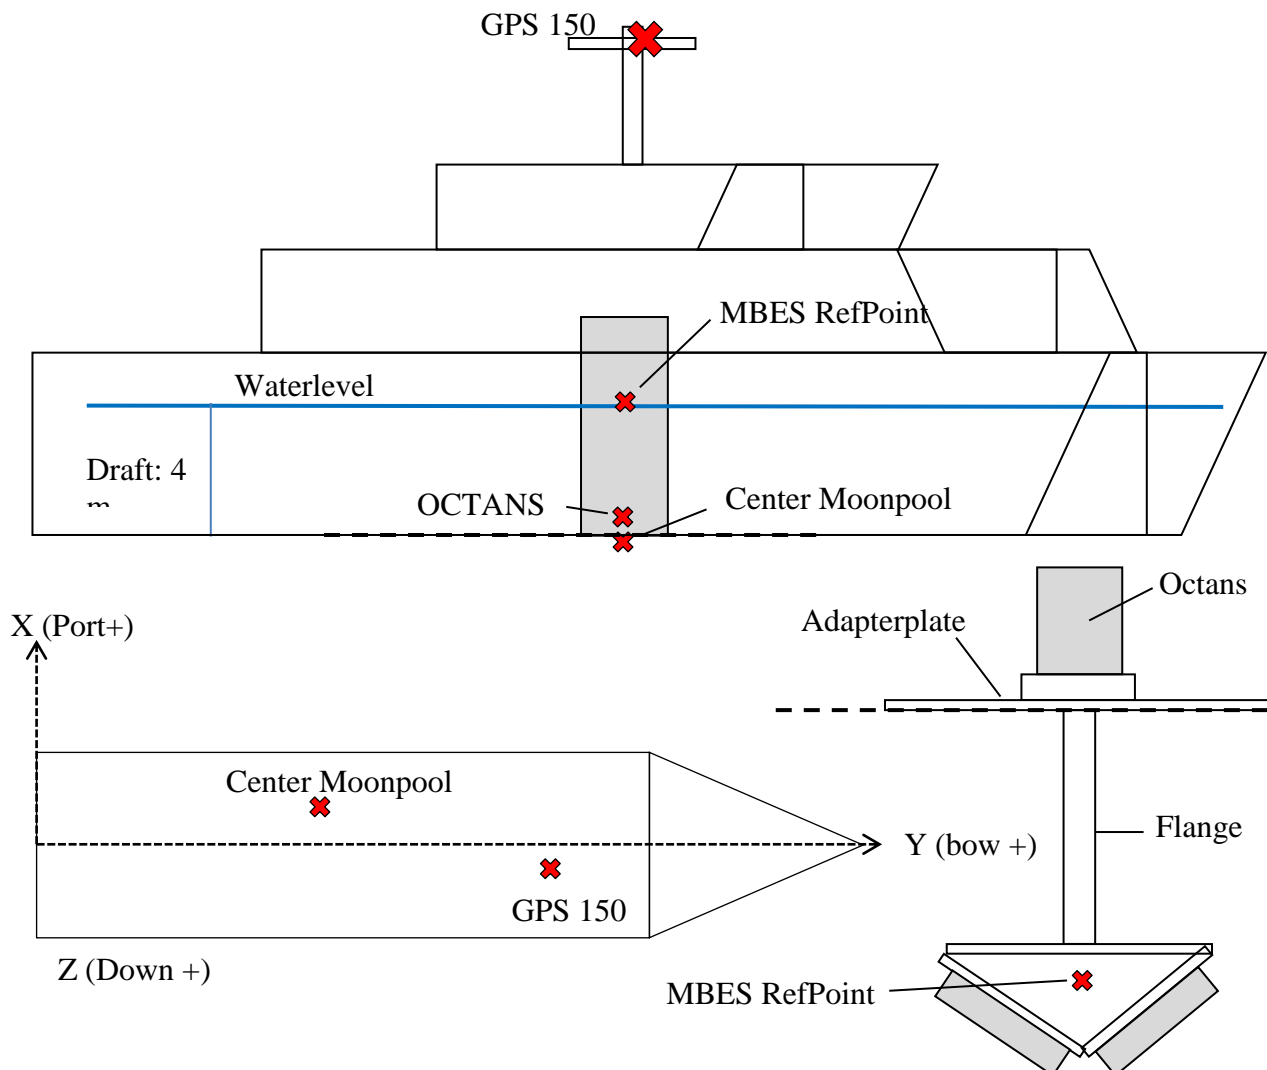 GPS 150
MBES RefPoint
Waterlevel
Draft: 4
m
OCTANS
Center Moonpool
Octans
Adapterplate
X (Port+)
Center Moonpool
Flange
Y (bow +)
GPS 150
Z (Down +)
MBES RefPoint